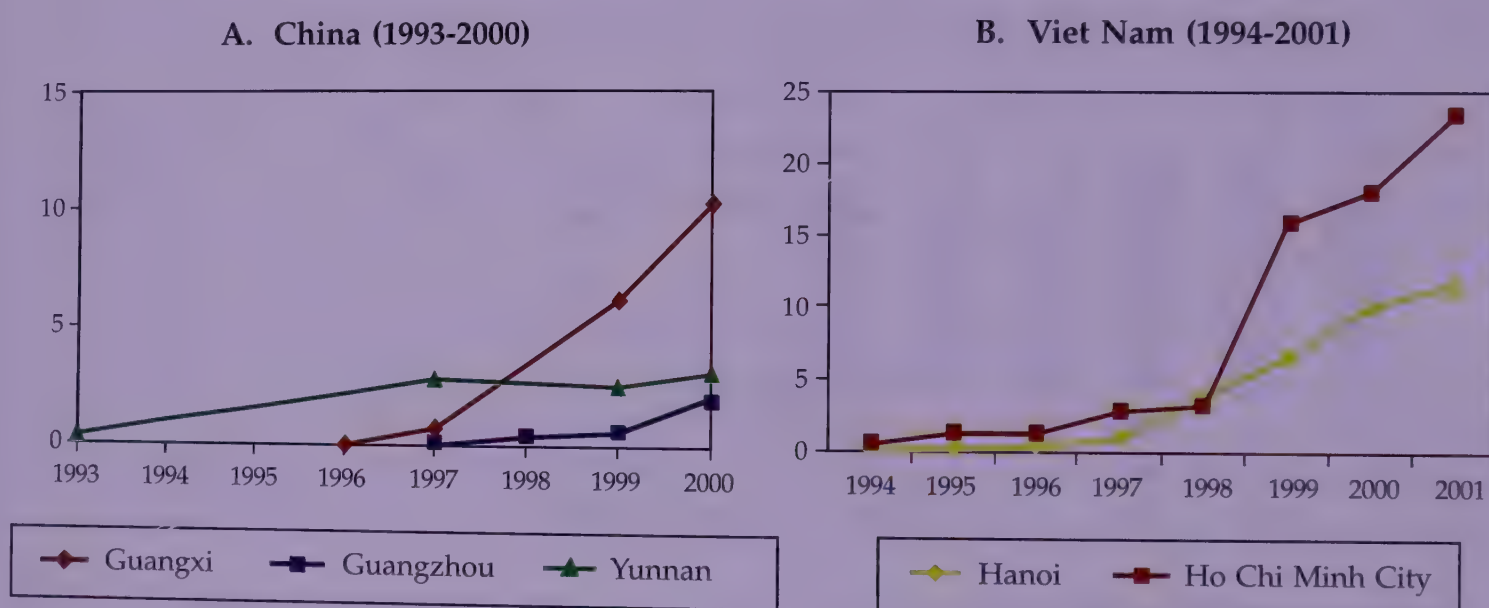 A. China (1993-2000)
15
10
5
0
1993 1994 1995 1996 1997 1998 1999 2000
Guangxi Guangzhou Yunnan
B. Viet Nam (1994-2001)
25
20
15
10
5
0
1994 1995 1996 1997 1998 1999 2000 2001
Hanoi Ho Chi Minh City